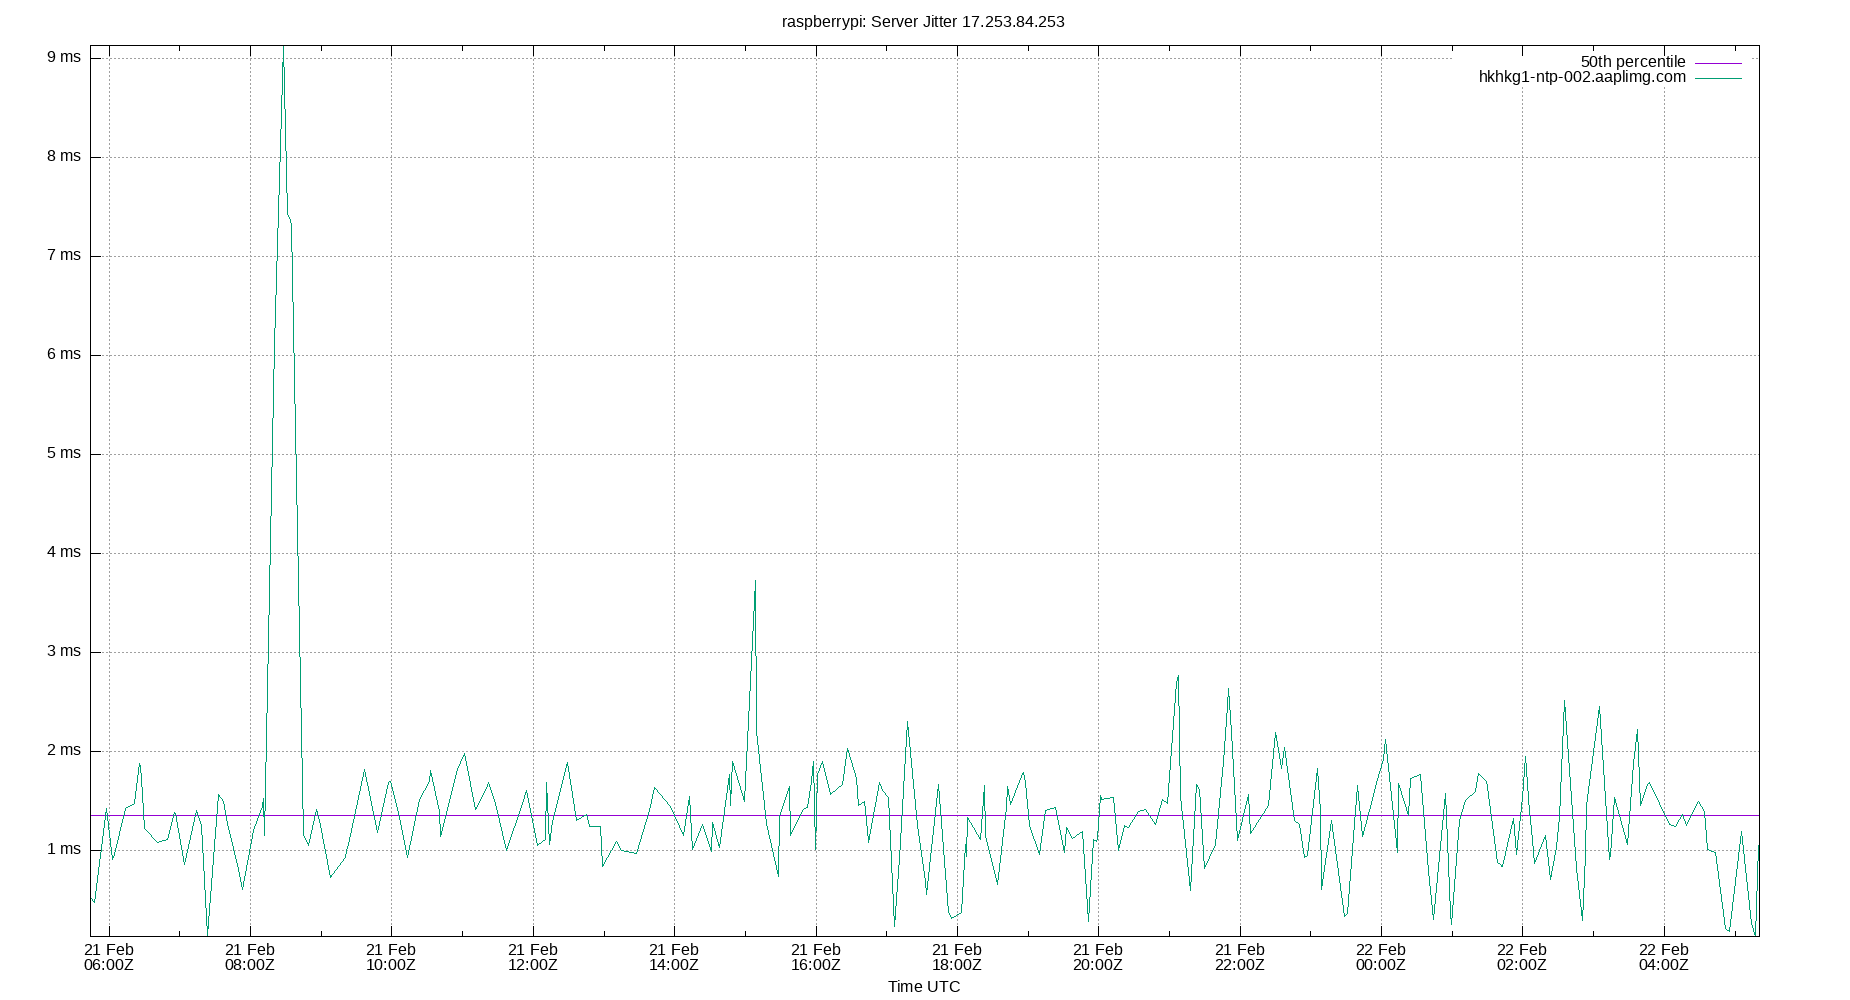 raspberrypi: Server Jitter 17.253.84.253
50th percentile
hkhkg1-ntp-002.aaplimg.com
9 ms
8 ms
7 ms
6 ms
5 ms
4 ms
3 ms
2 ms
1 ms
21 Feb 21 Feb 21 Feb 21 Feb 21 Feb 21 Feb 21 Feb 21 Feb 21 Feb 22 Feb 22 Feb 22 Feb
06:00Z 08:00Z 10:00Z 12:00Z 14:00Z 16:00Z 18:00Z 20:00Z 22:00Z 00:00Z 02:00Z 04:00Z
Time UTC